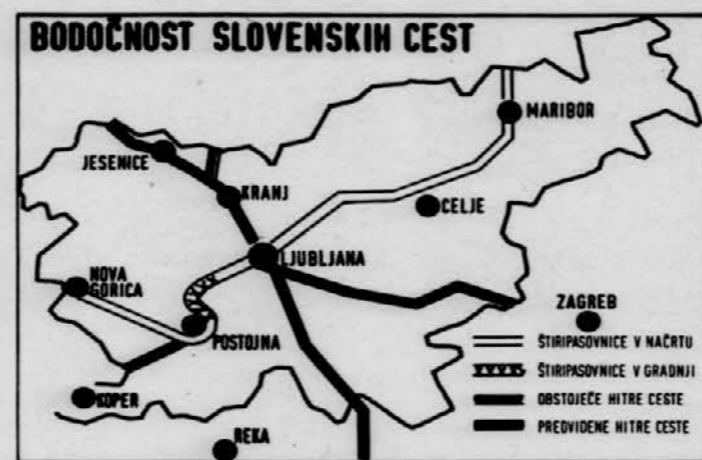 BODOČNOST SLOVENSKIH CEST
MARIBOR
JESENICE
KRANJ
CELJE
LJUBLJANA
NOVA
GORICA
ZAGREB
POSTOJNA
ŠTIRIPASOVNICE V NAČRTU
ŠTIRIPASOVNICE V GRADNJI
KOPER
OBSTOJEČE HITRE CESTE
PREDVIDENE HITRE CESTE
REKA